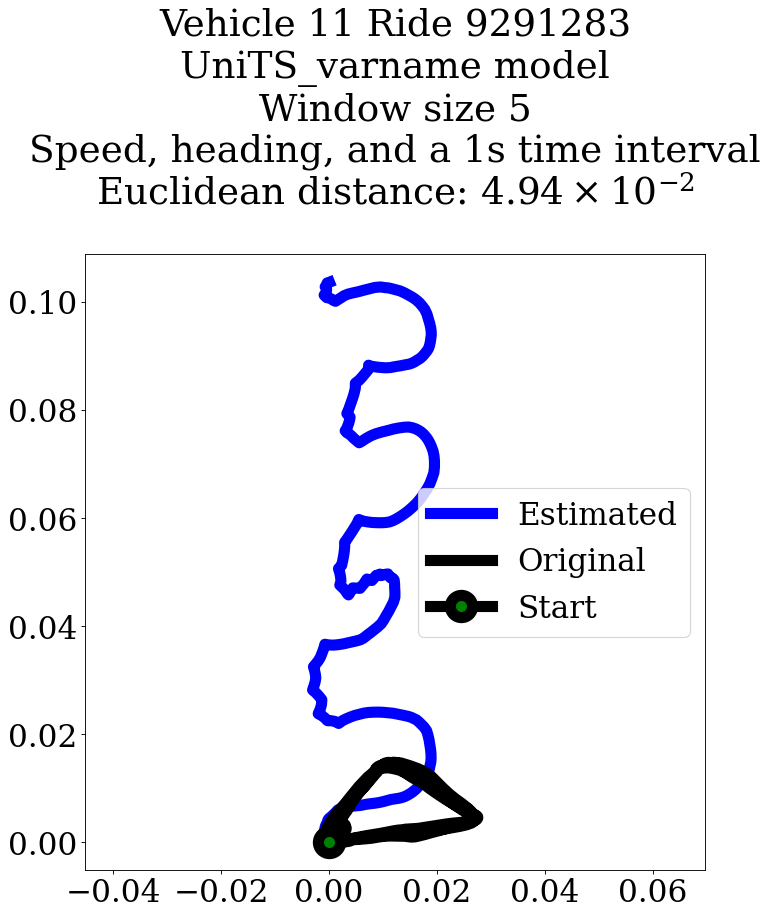 Vehicle 11 Ride 9291283
UniTS_varname model
Window size 5
Speed, heading, and a 1s time interval
Euclidean distance: 4.94 × 10⁻²
0.10
0.08
0.06
0.04
0.02
0.00
Estimated
Original
Start
−0.04 −0.02 0.00 0.02 0.04 0.06